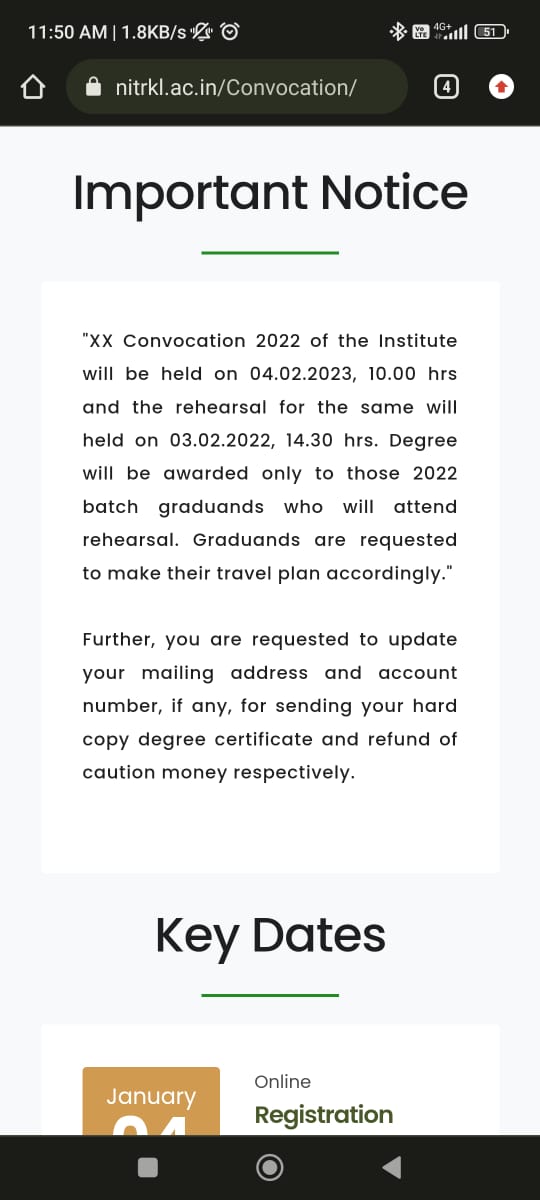 11:50 AM | 1.8KB/s
Vo LTE 4G+ 51
nitrkl.ac.in/Convocation/
4
Important Notice
"XX Convocation 2022 of the Institute
will be held on 04.02.2023, 10.00 hrs
and the rehearsal for the same will
held on 03.02.2022, 14.30 hrs. Degree
will be awarded only to those 2022
batch graduands who will attend
rehearsal. Graduands are requested
to make their travel plan accordingly."
Further, you are requested to update
your mailing address and account
number, if any, for sending your hard
copy degree certificate and refund of
caution money respectively.
Key Dates
January
Online
Registration